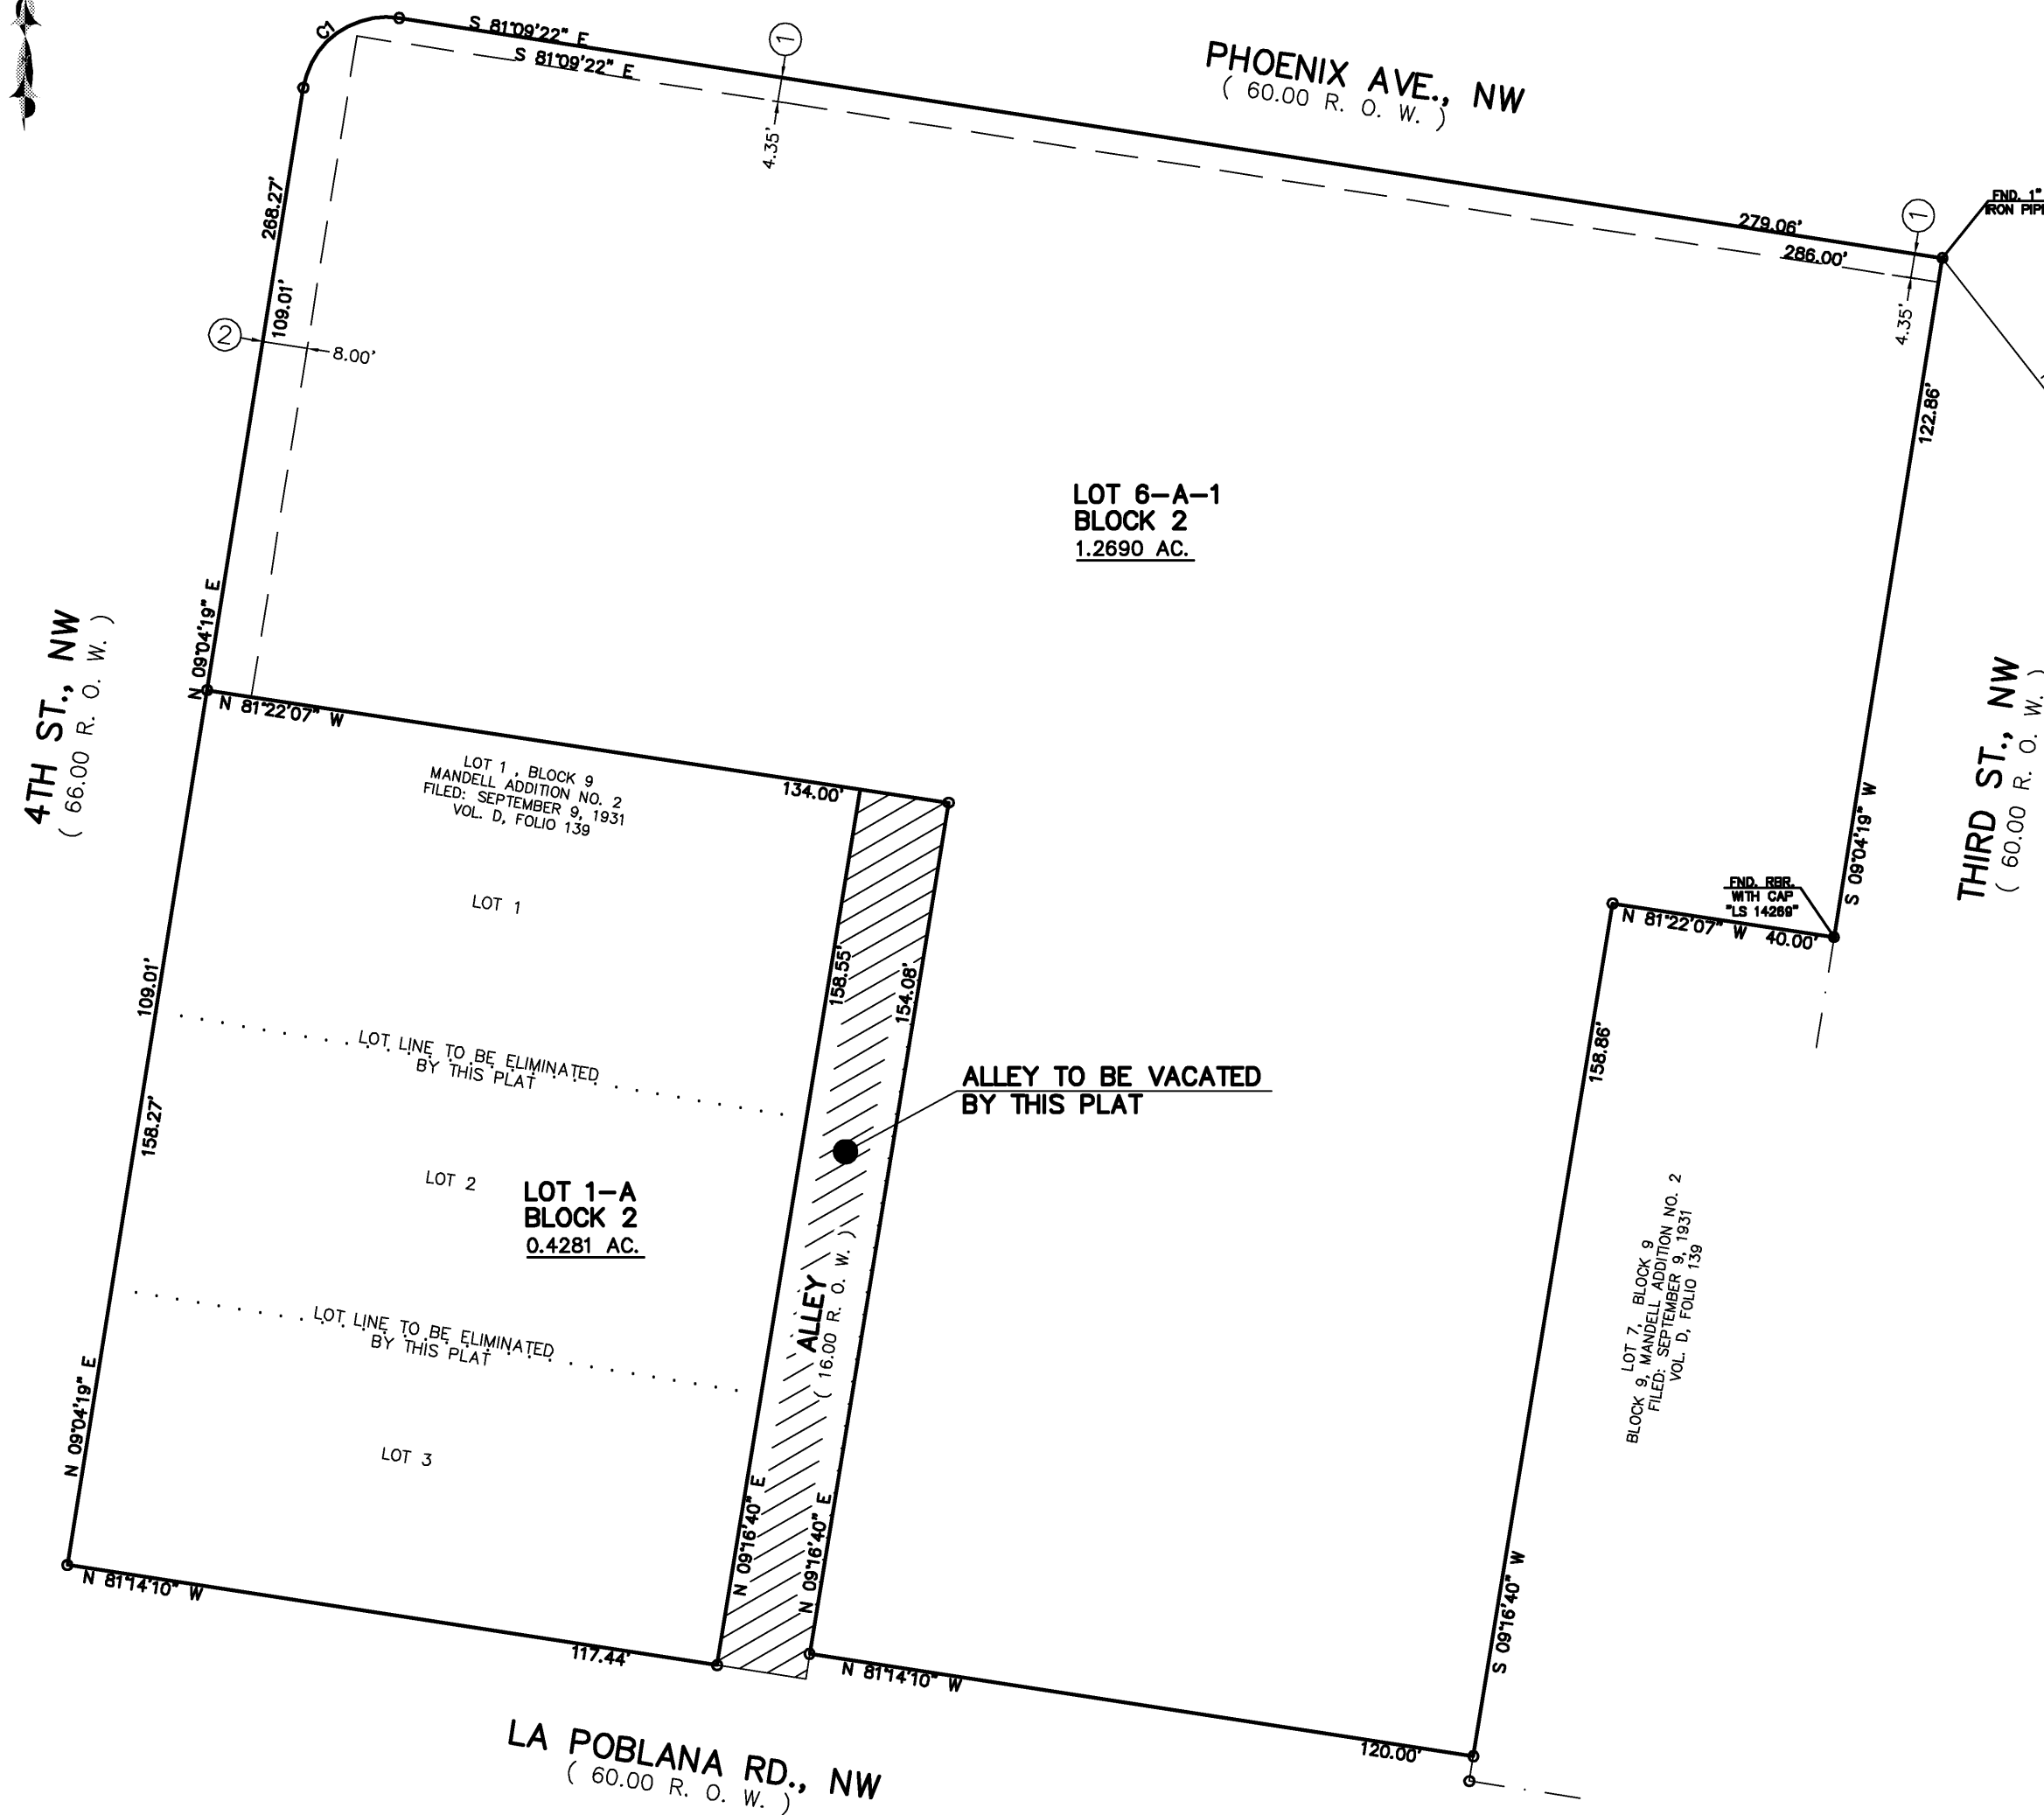 C1
S 81°09'22" E
S 81°09'22" E
1
4.35'
PHOENIX AVE., NW
( 60.00 R. O. W. )
279.06'
286.00'
1
4.35'
FND. 1"
268.27'
109.01'
2
8.00'
122.86'
LOT 6-A-1
BLOCK 2
1.2690 AC.
N 09°04'19" E
4TH ST., NW
( 66.00 R. O. W. )
N 81°22'07" W
134.00'
LOT 1 , BLOCK 9
MANDELL ADDITION NO. 2
FILED: SEPTEMBER 9, 1931
VOL. D, FOLIO 139
LOT 1
THIRD ST., NW
( 60.00 R. O. W. )
S 09°04'19" W
FND. RBR.
WITH CAP
"LS 14269"
N 81°22'07" W 40.00'
158.55'
154.08'
109.01'
158.27'
LOT LINE TO BE ELIMINATED
BY THIS PLAT
ALLEY TO BE VACATED
BY THIS PLAT
158.86'
LOT 2
LOT 1-A
BLOCK 2
0.4281 AC.
ALLEY
( 16.00 R. O. W. )
LOT 7, BLOCK 9
BLOCK 9, MANDELL ADDITION NO. 2
FILED: SEPTEMBER 9, 1931
VOL. D, FOLIO 139
LOT LINE TO BE ELIMINATED
BY THIS PLAT
N 09°04'19" E
LOT 3
N 09°16'40" E
N 09°16'40" E
S 09°16'40" W
N 81°14'10" W
117.44'
N 81°14'10" W
120.00'
LA POBLANA RD., NW
( 60.00 R. O. W. )